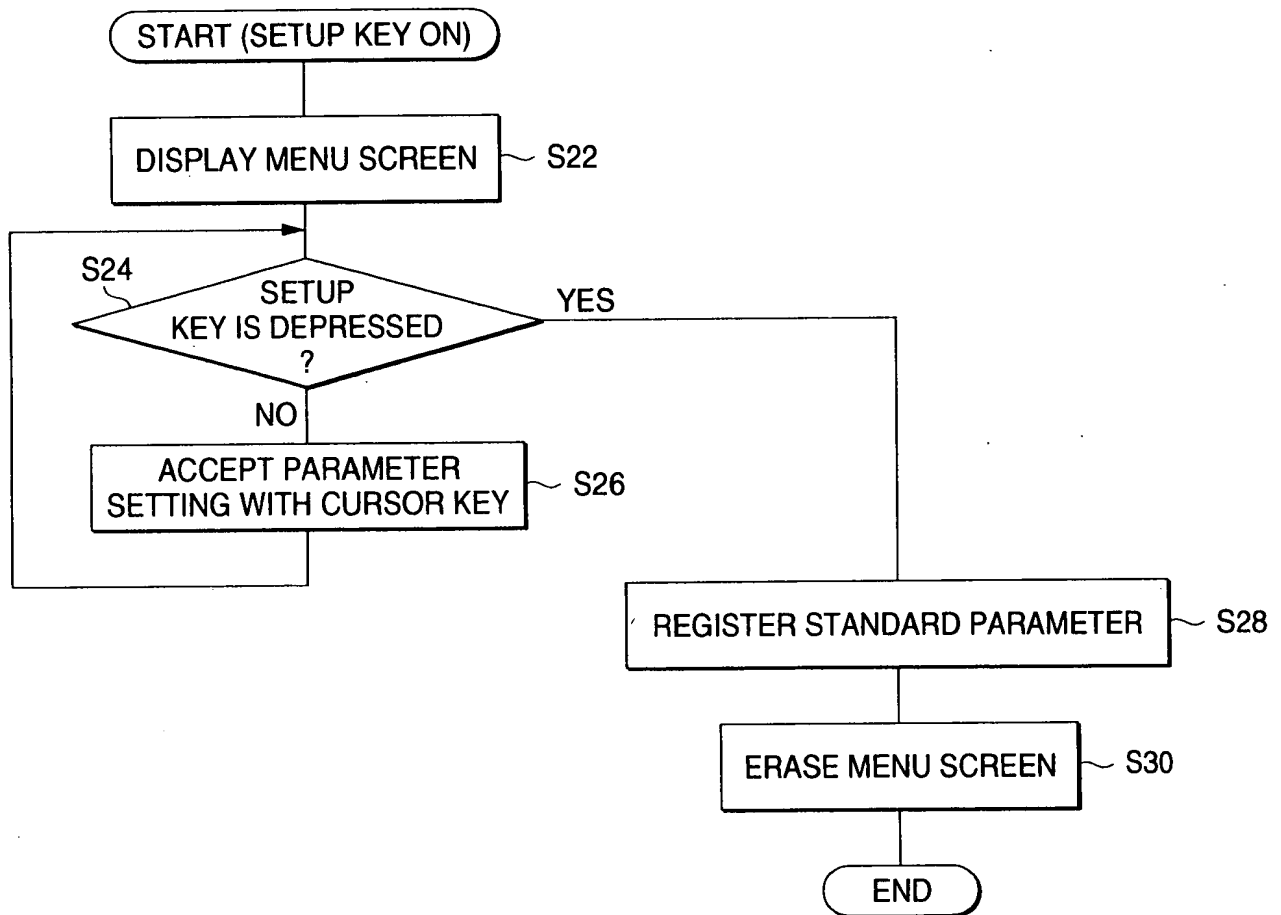 START (SETUP KEY ON)
DISPLAY MENU SCREEN
S22
S24
SETUP
KEY IS DEPRESSED
?
YES
NO
ACCEPT PARAMETER
SETTING WITH CURSOR KEY
S26
REGISTER STANDARD PARAMETER
S28
ERASE MENU SCREEN
S30
END